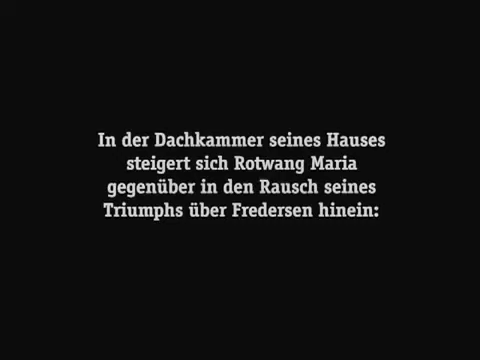 In der Dachkammer seines Hauses
steigert sich Rotwang Maria
gegenüber in den Rausch seines
Triumphs über Fredersen hinein: